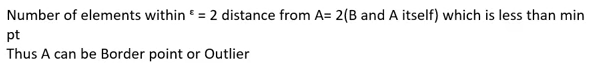 Number of elements within ε = 2 distance from A= 2(B and A itself) which is less than min
pt
Thus A can be Border point or Outlier